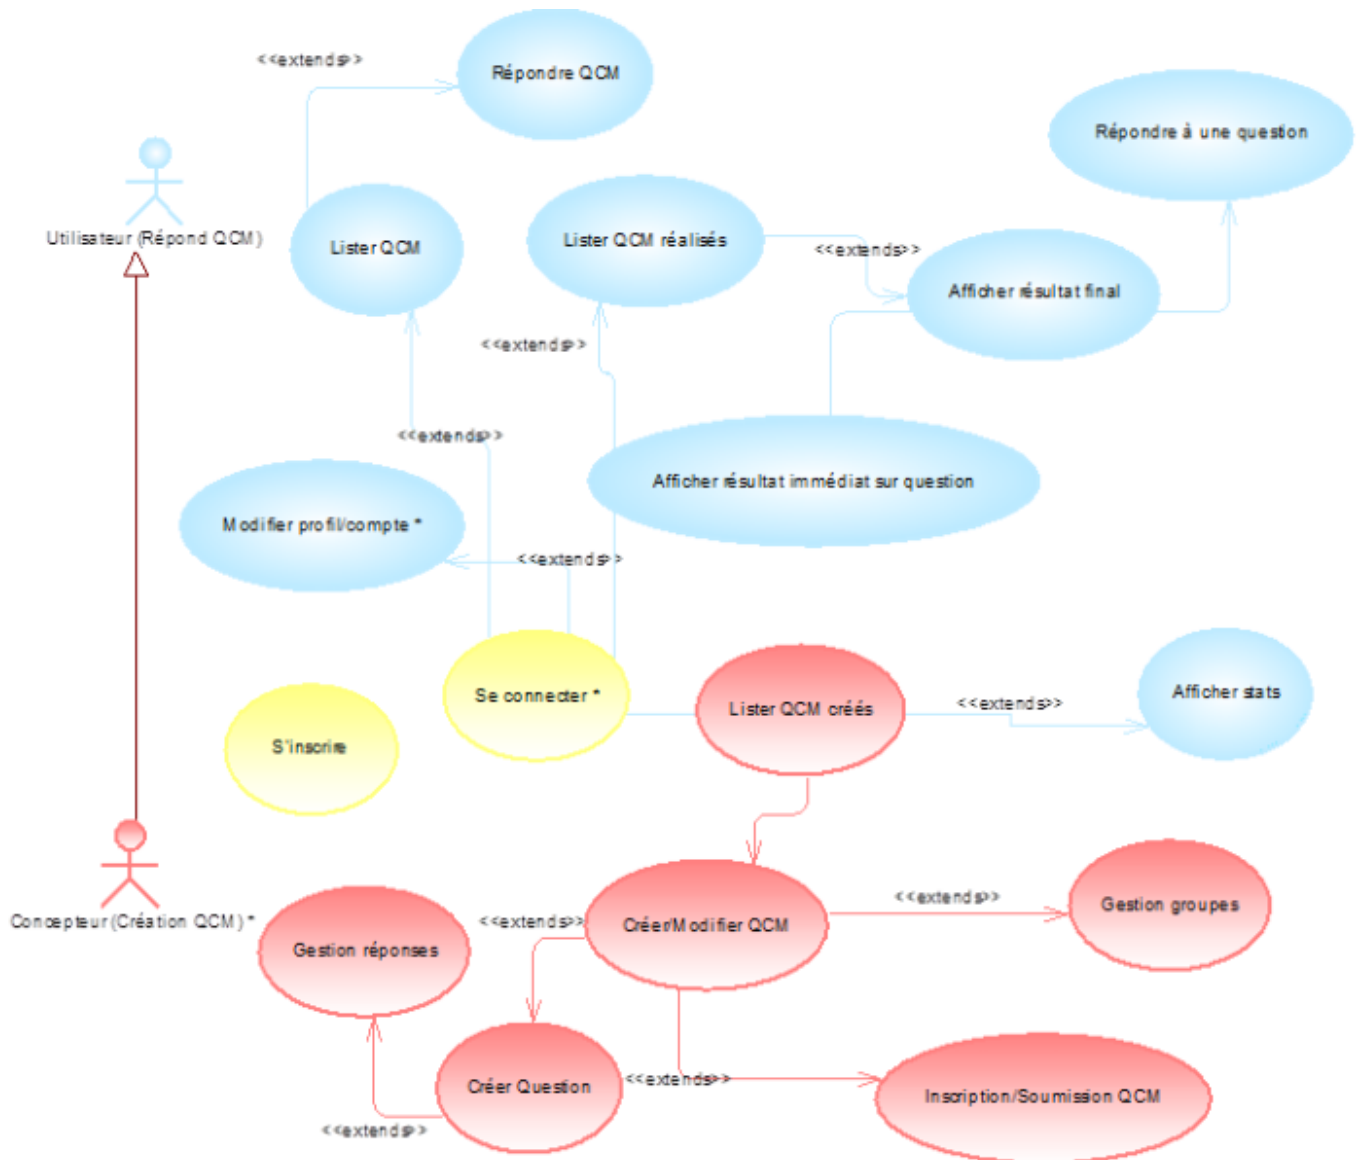 <<extends>>
Répondre QCM
Répondre à une question
Utilisateur (Répond QCM)
Lister QCM
Lister QCM réalisés
<<extends>>
Afficher résultat final
<<extends>>
<<extends>>
Afficher résultat immédiat sur question
Modifier profil/compte *
<<extends>>
Se connecter *
Lister QCM créés
<<extends>>
Afficher stats
S'inscrire
Concepteur (Création QCM) *
Gestion réponses
<<extends>>
Créer/Modifier QCM
<<extends>>
Gestion groupes
Créer Question
<<extends>>
Inscription/Soumission QCM
<<extends>>